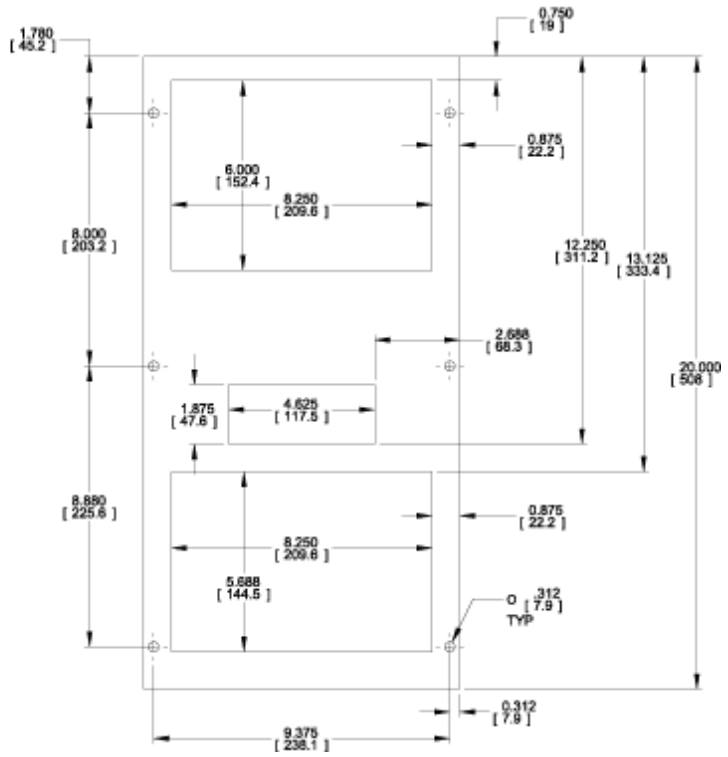 1.780
[ 45.2 ]
0.750
[ 19 ]
0.875
[ 22.2 ]
6.000
[ 152.4 ]
8.250
[ 209.6 ]
8.000
[ 203.2 ]
12.250
[ 311.2 ]
13.125
[ 333.4 ]
2.688
[ 68.3 ]
20.000
[ 508 ]
1.875
[ 47.6 ]
4.625
[ 117.5 ]
8.880
[ 225.6 ]
0.875
[ 22.2 ]
8.250
[ 209.6 ]
5.688
[ 144.5 ]
O .312
[ 7.9 ]
TYP
0.312
[ 7.9 ]
9.375
[ 238.1 ]